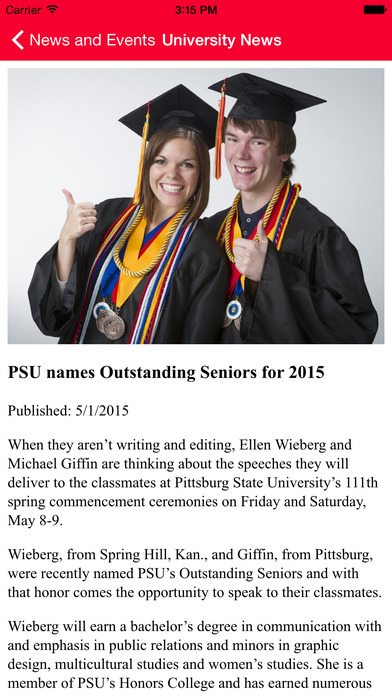 Carrier 3:15 PM
News and Events University News
PSU names Outstanding Seniors for 2015
Published: 5/1/2015
When they aren’t writing and editing, Ellen Wieberg and
Michael Giffin are thinking about the speeches they will
deliver to the classmates at Pittsburg State University’s 111th
spring commencement ceremonies on Friday and Saturday,
May 8-9.
Wieberg, from Spring Hill, Kan., and Giffin, from Pittsburg,
were recently named PSU’s Outstanding Seniors and with
that honor comes the opportunity to speak to their classmates.
Wieberg will earn a bachelor’s degree in communication with
and emphasis in public relations and minors in graphic
design, multicultural studies and women’s studies. She is a
member of PSU’s Honors College and has earned numerous